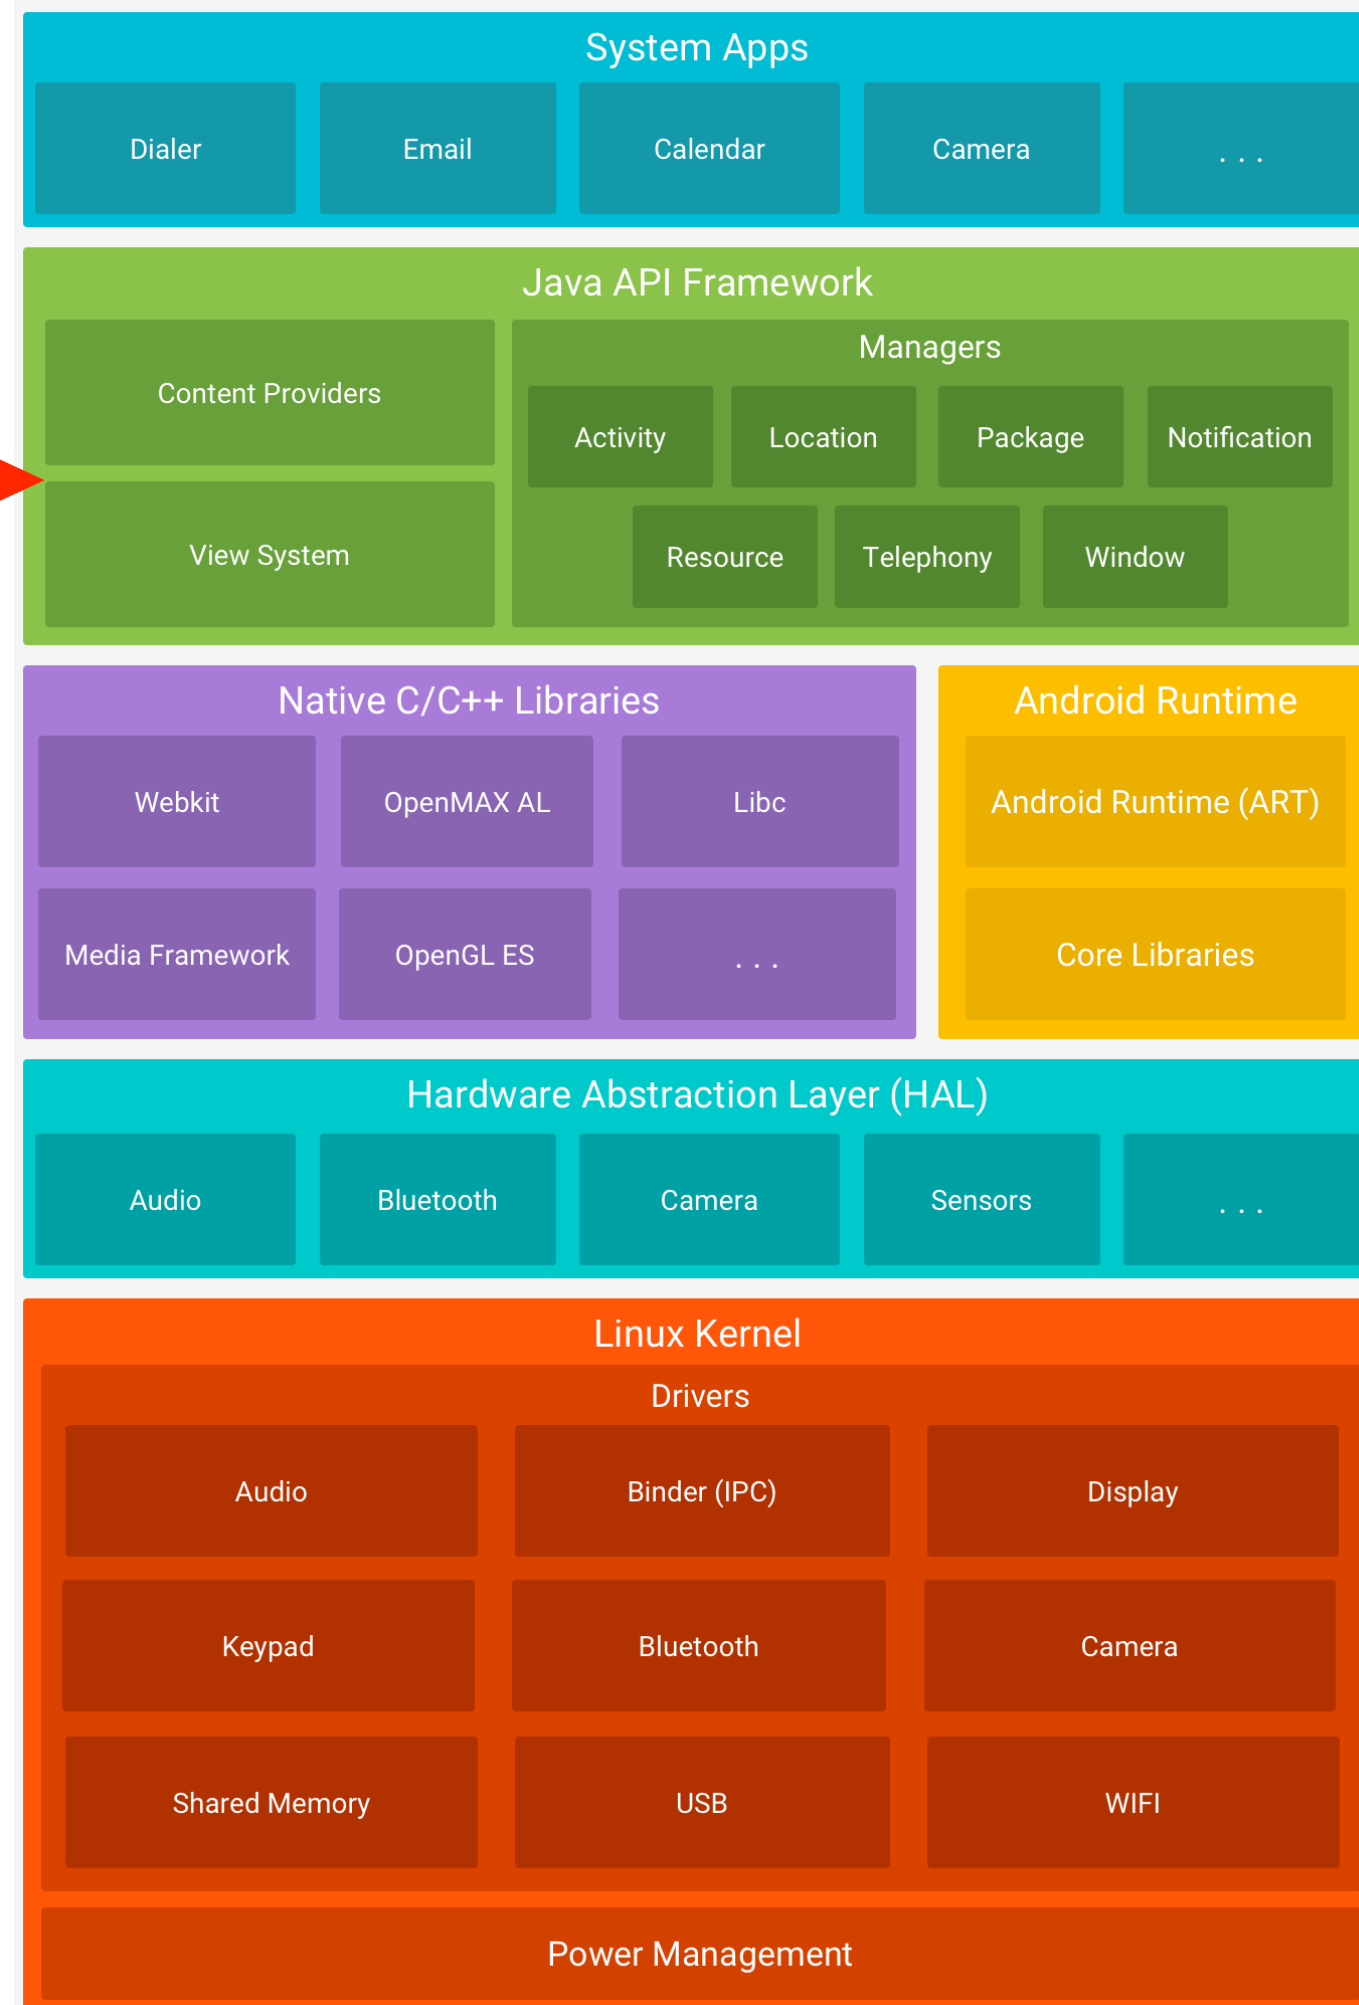 System Apps
Dialer
Email
Calendar
Camera
. . .
Java API Framework
Content Providers
View System
Managers
Activity
Location
Package
Notification
Resource
Telephony
Window
Native C/C++ Libraries
Webkit
OpenMAX AL
Libc
Media Framework
OpenGL ES
. . .
Android Runtime
Android Runtime (ART)
Core Libraries
Hardware Abstraction Layer (HAL)
Audio
Bluetooth
Camera
Sensors
. . .
Linux Kernel
Drivers
Audio
Binder (IPC)
Display
Keypad
Bluetooth
Camera
Shared Memory
USB
WIFI
Power Management